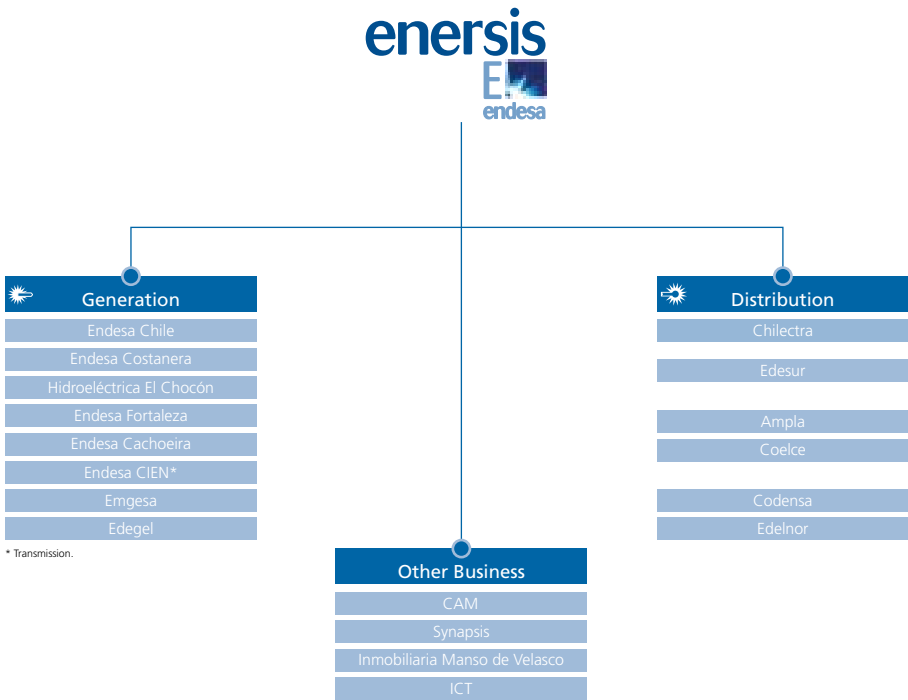 enersis
E
endesa
Generation
Endesa Chile
Endesa Costanera
Hidroeléctrica El Chocón
Endesa Fortaleza
Endesa Cachoeira
Endesa CIEN*
Emgesa
Edegel
* Transmission.
Distribution
Chilectra
Edesur
Ampla
Coelce
Codensa
Edelnor
Other Business
CAM
Synapsis
Inmobiliaria Manso de Velasco
ICT